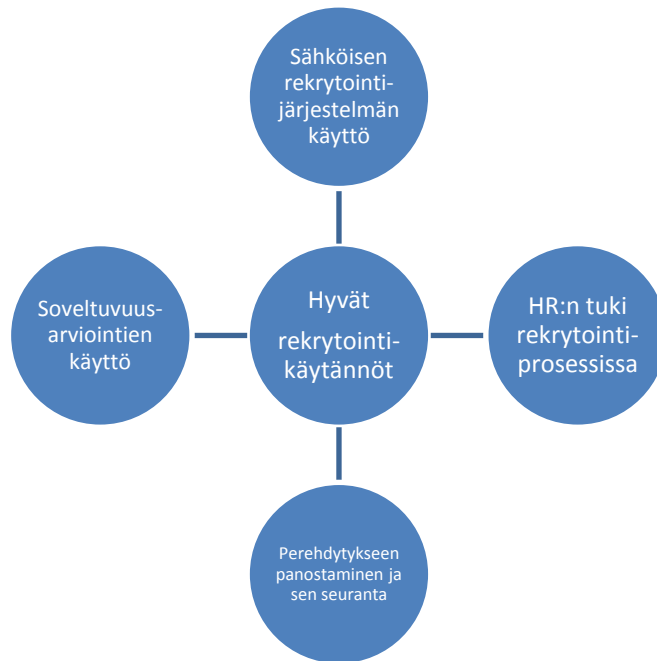 Sähköisen
rekrytointi-
järjestelmän
käyttö
Soveltuvuus-
arviointien
käyttö
Hyvät
rekrytointi-
käytännöt
HR:n tuki
rekrytointi-
prosessissa
Perehdytykseen
panostaminen ja
sen seuranta